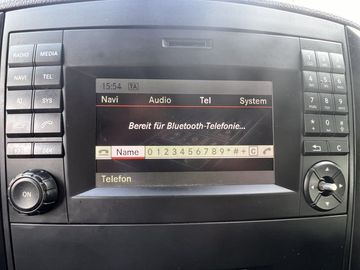 RADIO MEDIA
NAVI TEL
SYS
ON
15:54 TA
Navi Audio Tel System
Bereit für Bluetooth-Telefonie...
Name 0 1 2 3 4 5 6 7 8 9 * # + C
Telefon
C